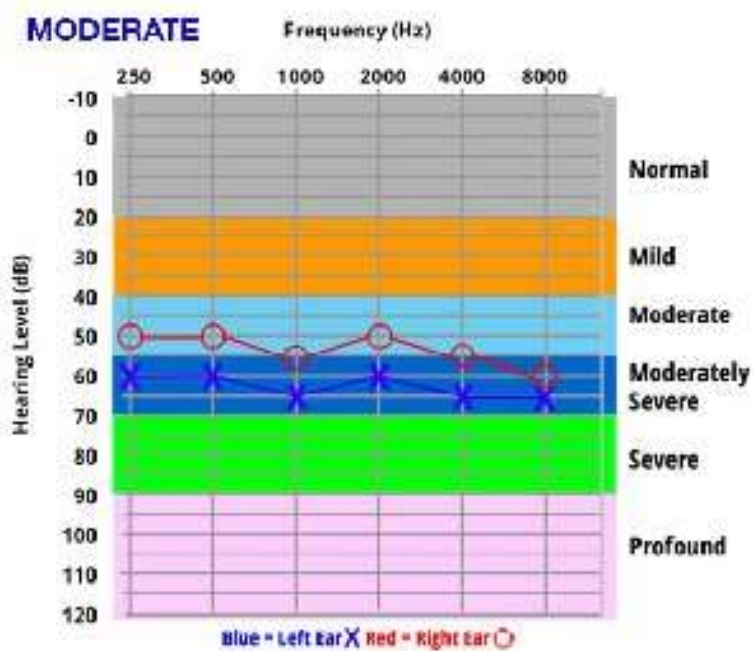 MODERATE
Frequency (Hz)
250 500 1000 2000 4000 8000
-10
0
10
20
30
40
50
60
70
80
90
100
110
120
Hearing Level (dB)
Normal
Mild
Moderate
Moderately
Severe
Severe
Profound
Blue = Left Ear X Red = Right Ear O